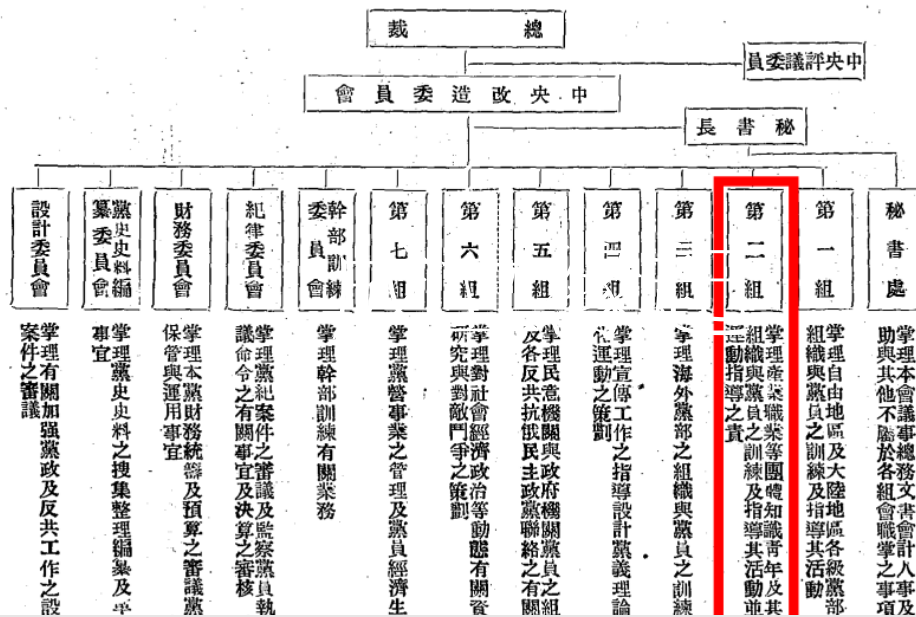 總裁
中央評議委員
中央改造委員會
秘書長
秘書處
第一組
第二組
第三組
第四組
第五組
第六組
第七組
幹部訓練
委員會
紀律委員會
財務委員會
黨史史料編
纂委員會
設計委員會
掌理本會議事總務文書會計人事及
助與其他不屬於各組會職掌之事項
掌理自由地區及大陸地區各級黨部
組織與黨員之訓練及指導其活動
掌理產業職業等團體知識青年及其
組織與黨員之訓練及指導其活動並
運動指導之責
掌理海外黨部之組織與黨員之訓練
掌理宣傳工作之指導設計黨義理論
化運動之策劃
掌理民意機關與政府機關黨員之組
及各反共抗俄民主政黨聯絡之有關
掌理對社會經濟政治等動態有關資
研究與對敵鬥爭之策劃
掌理黨營事業之管理及黨員經濟生
掌理幹部訓練有關業務
掌理黨紀案件之審議及監察黨員執
議命令之有關事宜及決算之審核
掌理本黨財務統籌及預算之審議黨
保管與運用事宜
掌理黨史史料之搜集整理編纂及
事宜
掌理有關加強黨政及反共工作之設
案件之審議